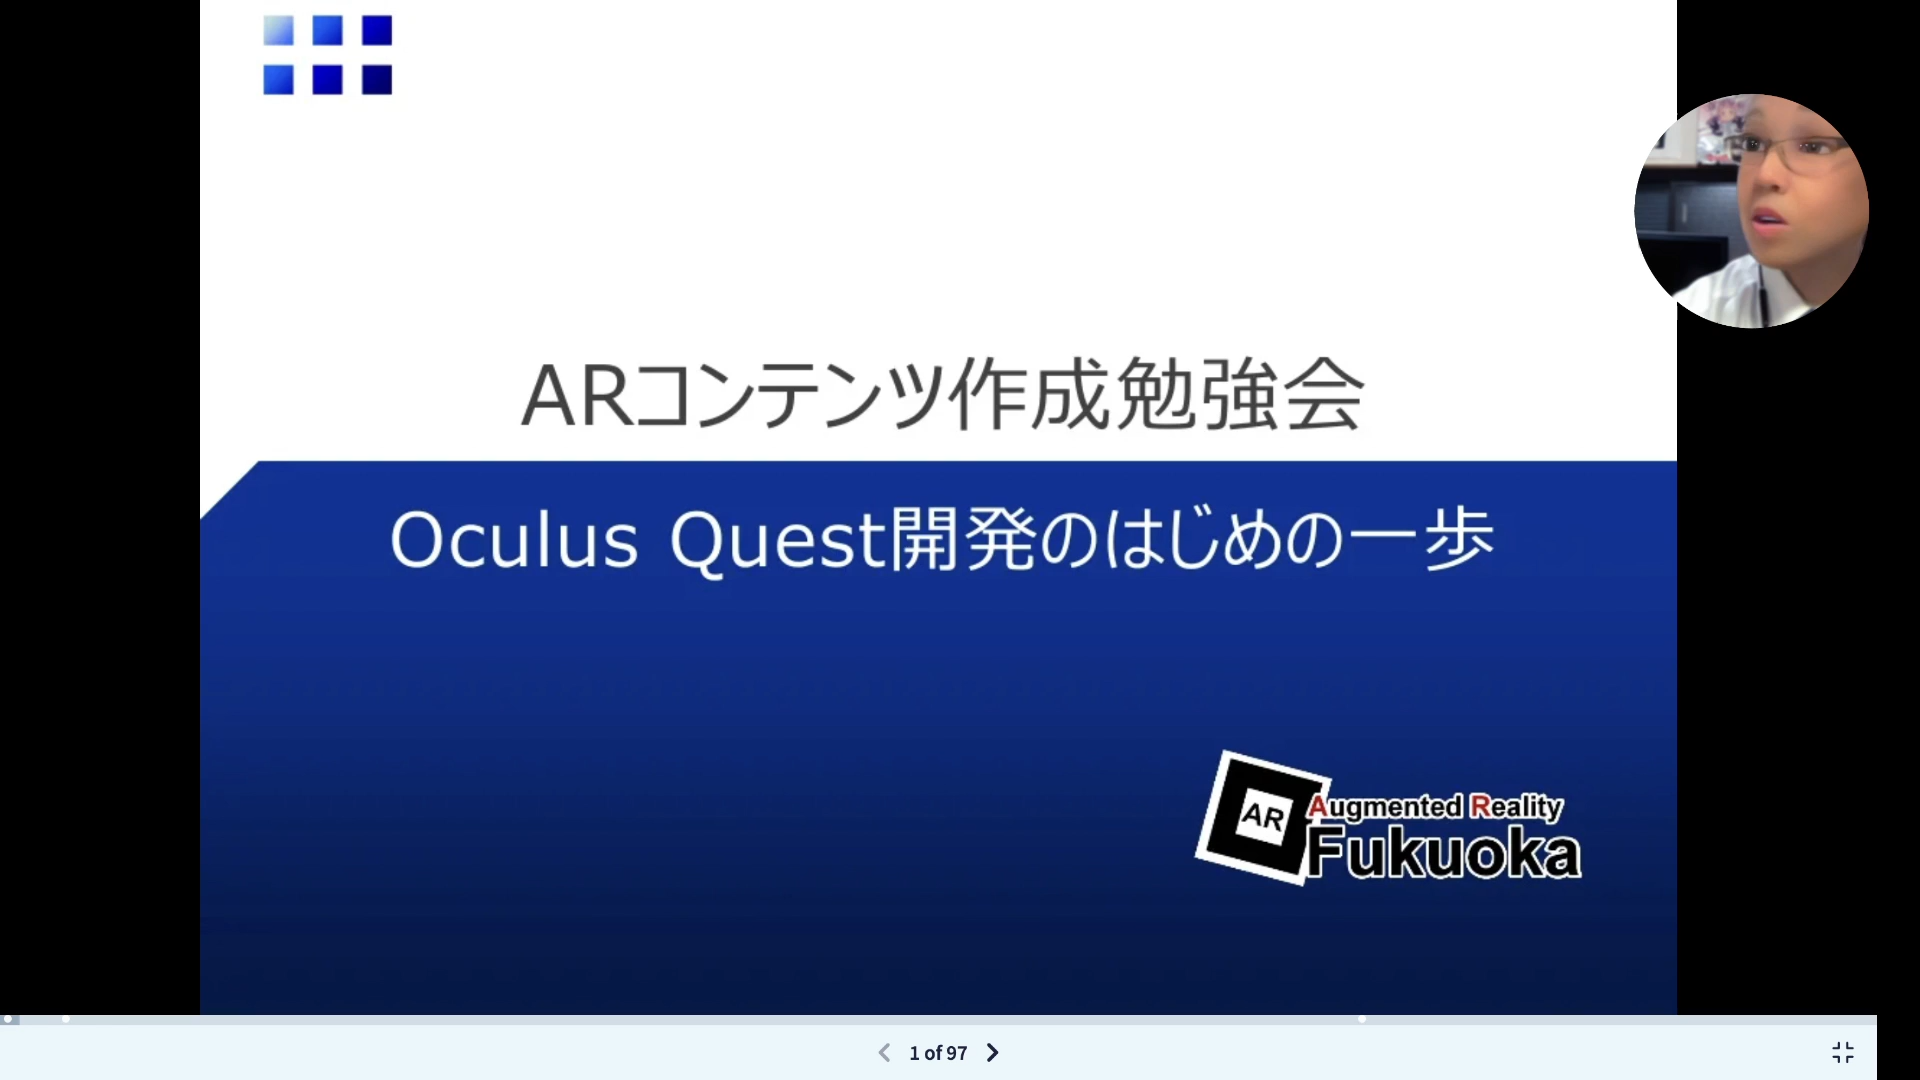 ARコンテンツ作成勉強会
Oculus Quest開発のはじめの一歩
AR
Augmented Reality
Fukuoka
1 of 97